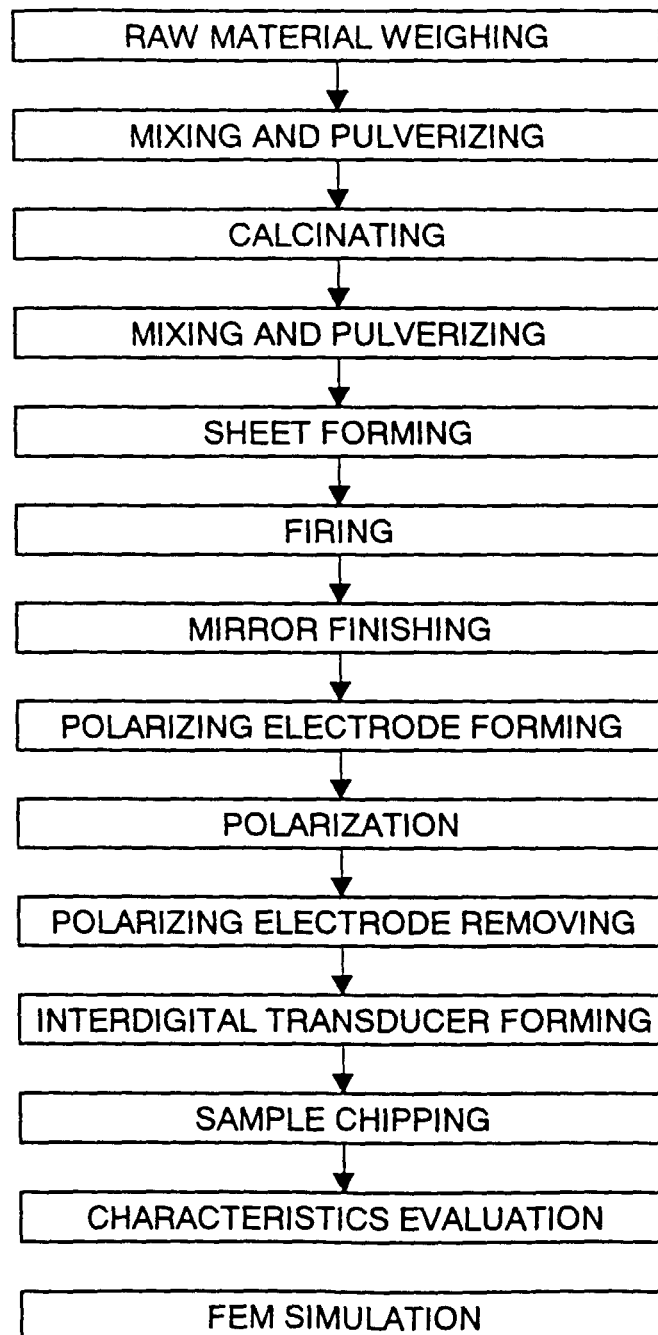 RAW MATERIAL WEIGHING
MIXING AND PULVERIZING
CALCINATING
MIXING AND PULVERIZING
SHEET FORMING
FIRING
MIRROR FINISHING
POLARIZING ELECTRODE FORMING
POLARIZATION
POLARIZING ELECTRODE REMOVING
INTERDIGITAL TRANSDUCER FORMING
SAMPLE CHIPPING
CHARACTERISTICS EVALUATION
FEM SIMULATION